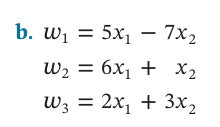 b. w₁ = 5x₁ − 7x₂
w₂ = 6x₁ + x₂
w₃ = 2x₁ + 3x₂